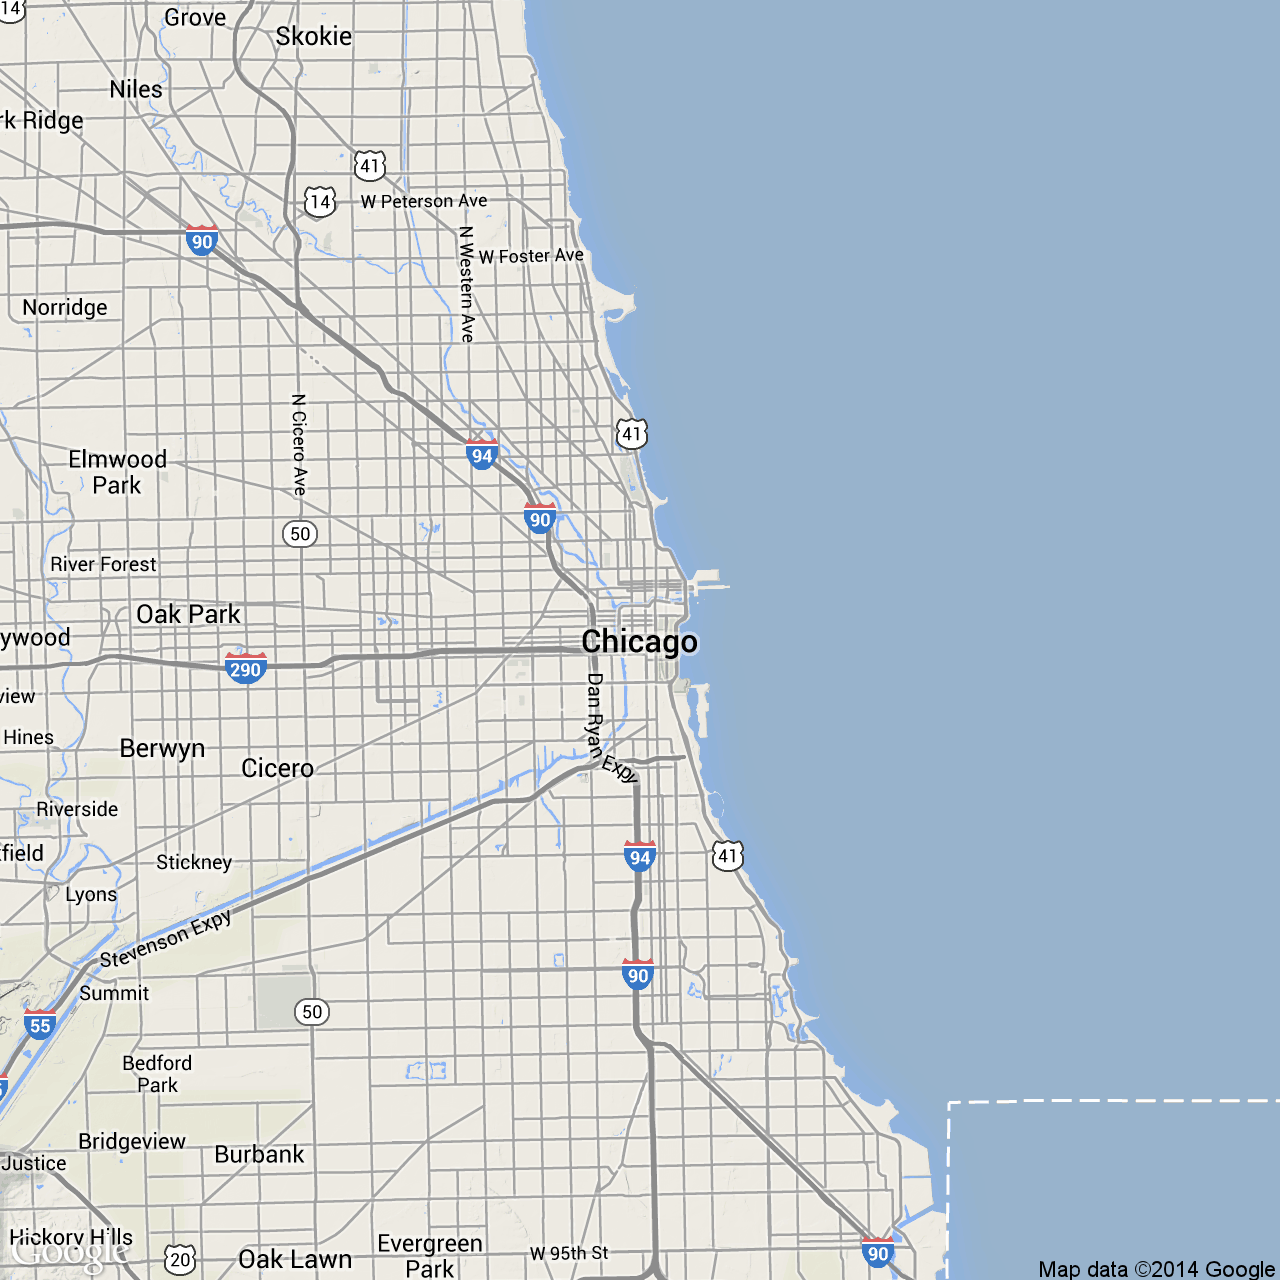 14
Grove
Skokie
Niles
rk Ridge
41
14
W Peterson Ave
90
N Western Ave
W Foster Ave
Norridge
N Cicero Ave
41
94
Elmwood
Park
90
50
River Forest
Oak Park
ywood
Chicago
290
view
Dan Ryan Expy
Hines
Berwyn
Cicero
Riverside
field
Stickney
94
41
Lyons
Stevenson Expy
90
Summit
50
55
Bedford
Park
Bridgeview
Burbank
Justice
Hickory Hills
Google
20
Oak Lawn
Evergreen
Park
W 95th St
90
Map data ©2014 Google